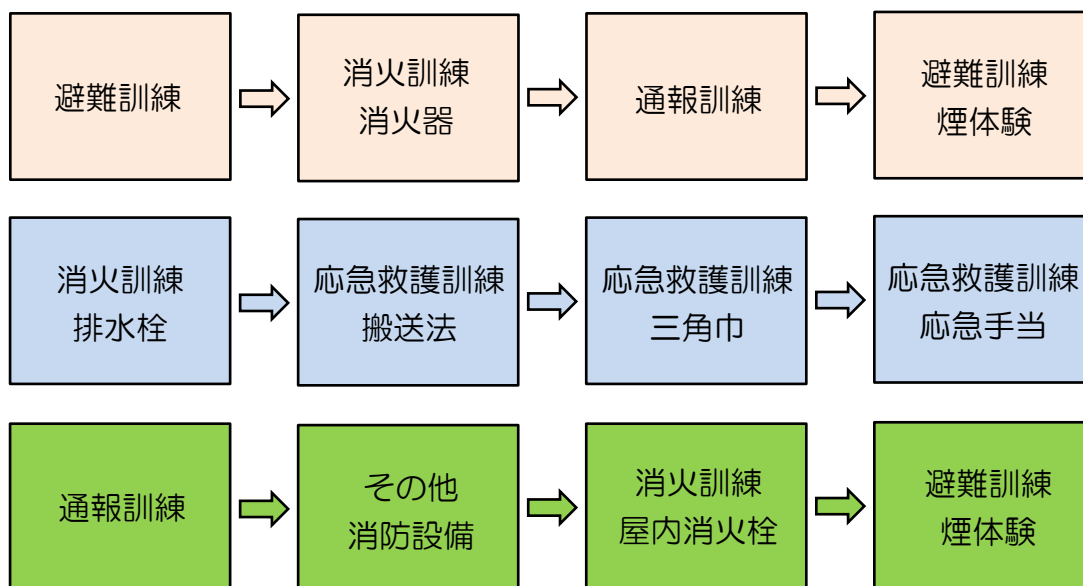 避難訓練
消火訓練
消火器
通報訓練
避難訓練
煙体験
消火訓練
排水栓
応急救護訓練
搬送法
応急救護訓練
三角巾
応急救護訓練
応急手当
通報訓練
その他
消防設備
消火訓練
屋内消火栓
避難訓練
煙体験